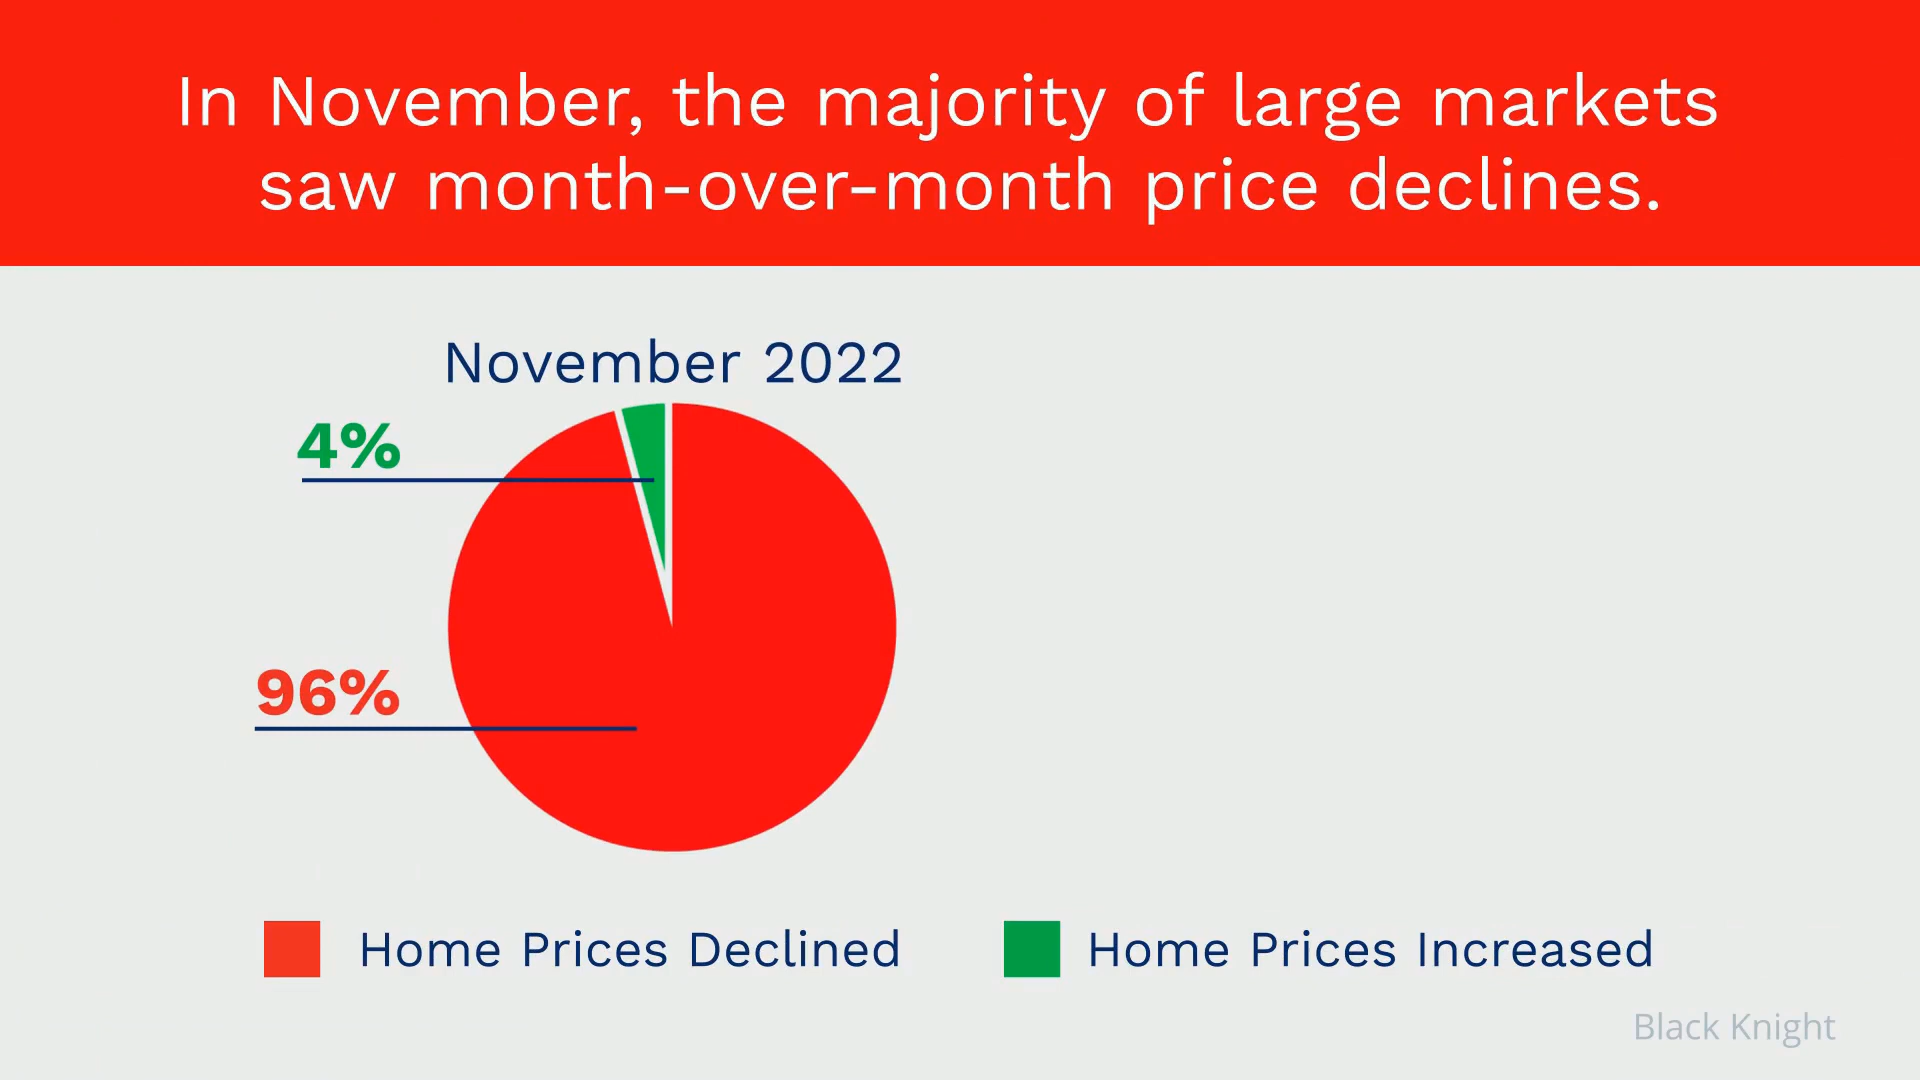 In November, the majority of large markets
saw month-over-month price declines.
November 2022
4%
96%
Home Prices Declined
Home Prices Increased
Black Knight